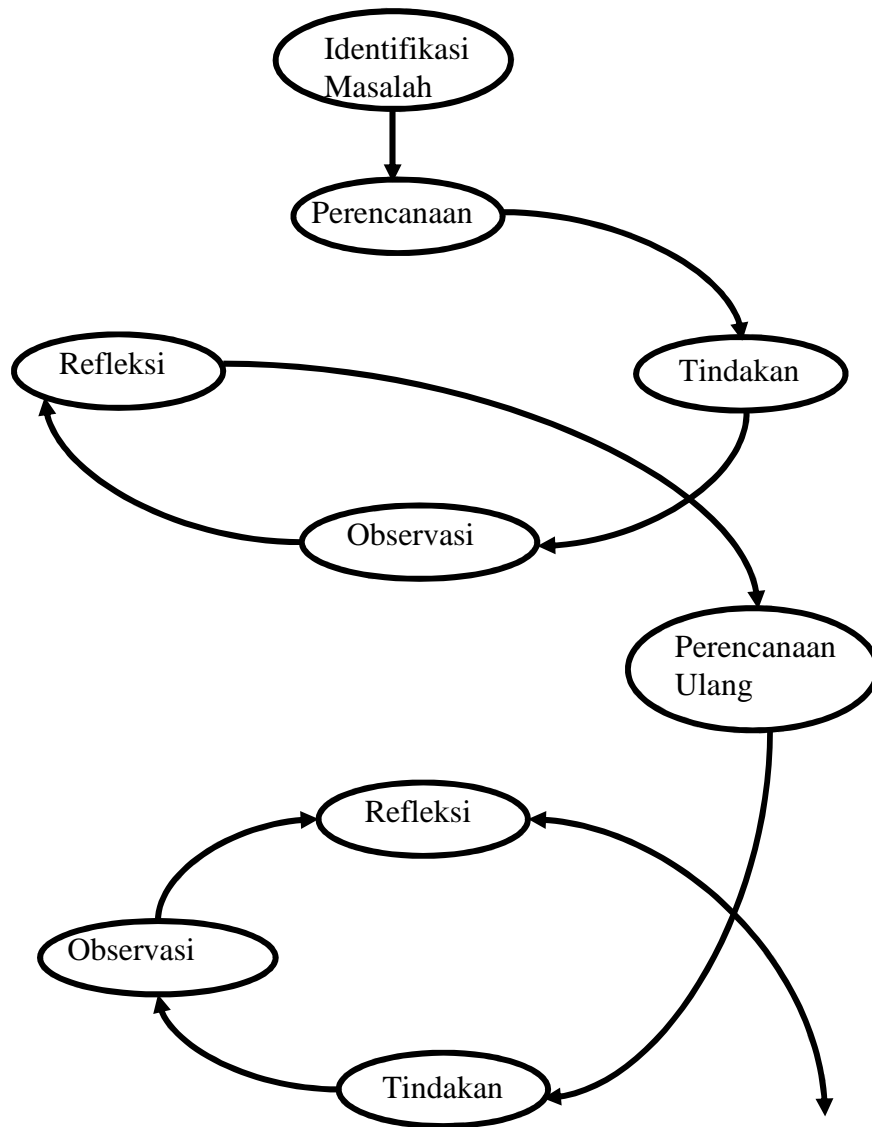 Identifikasi
Masalah
Perencanaan
Refleksi
Tindakan
Observasi
Perencanaan
Ulang
Refleksi
Observasi
Tindakan